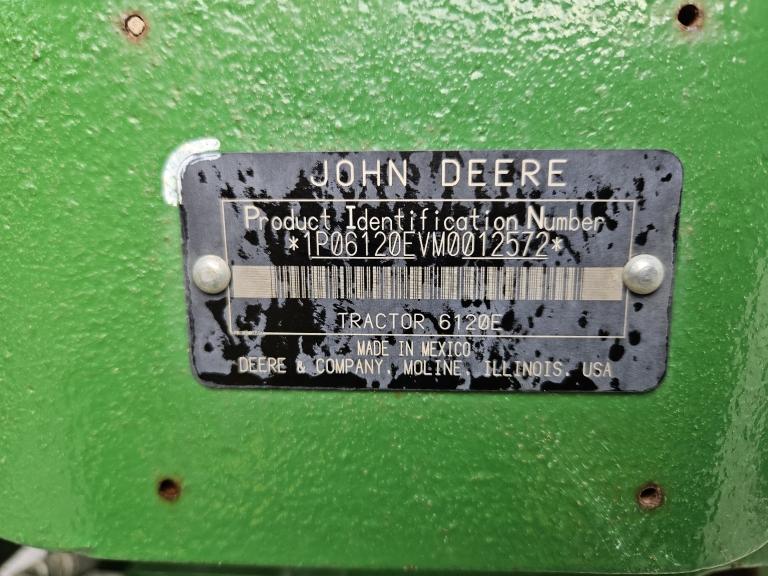 JOHN DEERE
Product Identification Number
*1P06120EVM0012572*
TRACTOR 6120E
MADE IN MEXICO
DEERE & COMPANY, MOLINE, ILLINOIS, USA